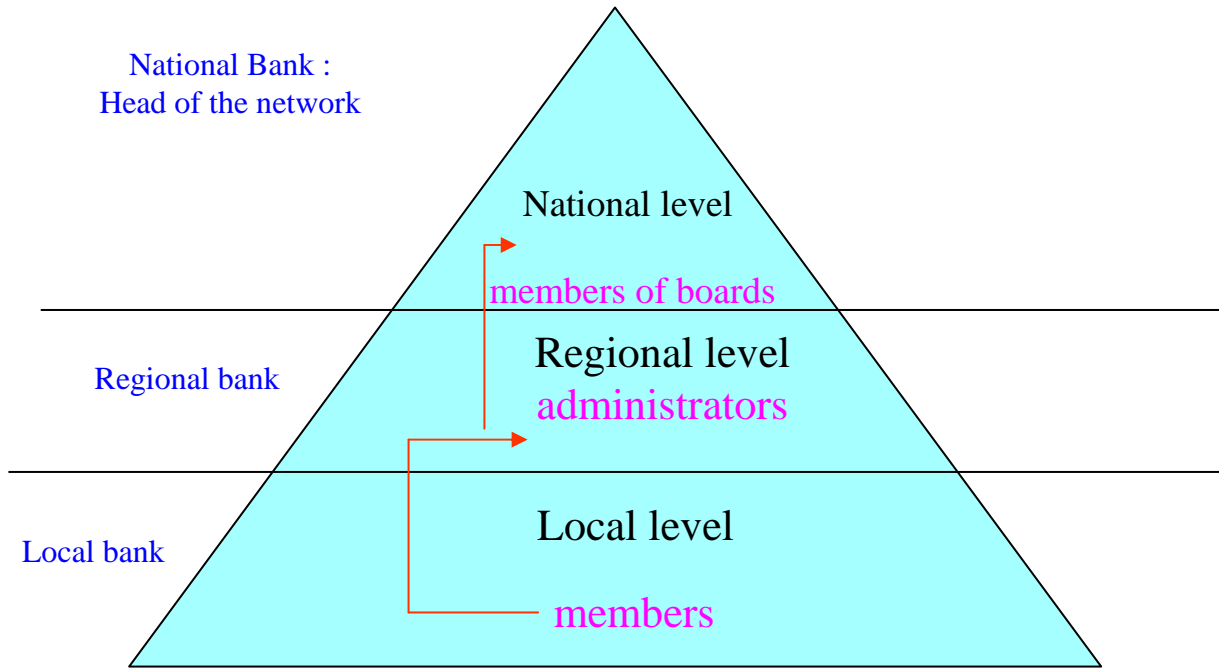 National Bank :
Head of the network
National level
members of boards
Regional bank
Regional level
administrators
Local bank
Local level
members